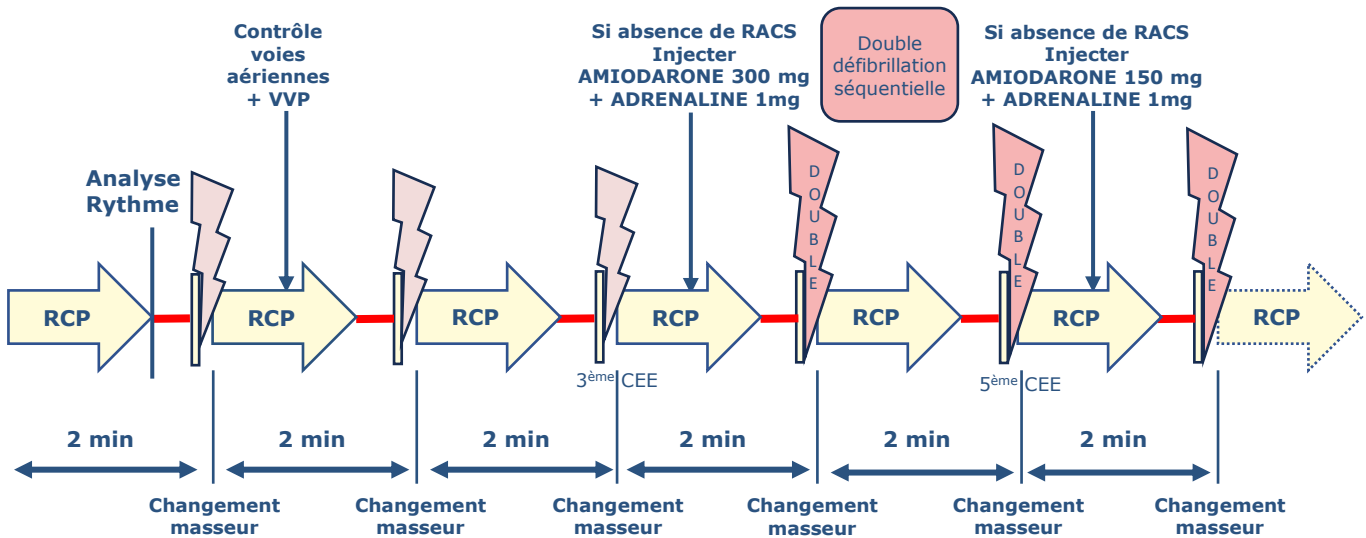 Contrôle
voies
aériennes
+ VVP
Si absence de RACS
Injecter
AMIODARONE 300 mg
+ ADRENALINE 1mg
Double
défibrillation
séquentielle
Si absence de RACS
Injecter
AMIODARONE 150 mg
+ ADRENALINE 1mg
Analyse
Rythme
DOUBLE
DOUBLE
DOUBLE
RCP
RCP
RCP
RCP
RCP
RCP
RCP
3ème CEE
5ème CEE
2 min
2 min
2 min
2 min
2 min
2 min
Changement
masseur
Changement
masseur
Changement
masseur
Changement
masseur
Changement
masseur
Changement
masseur